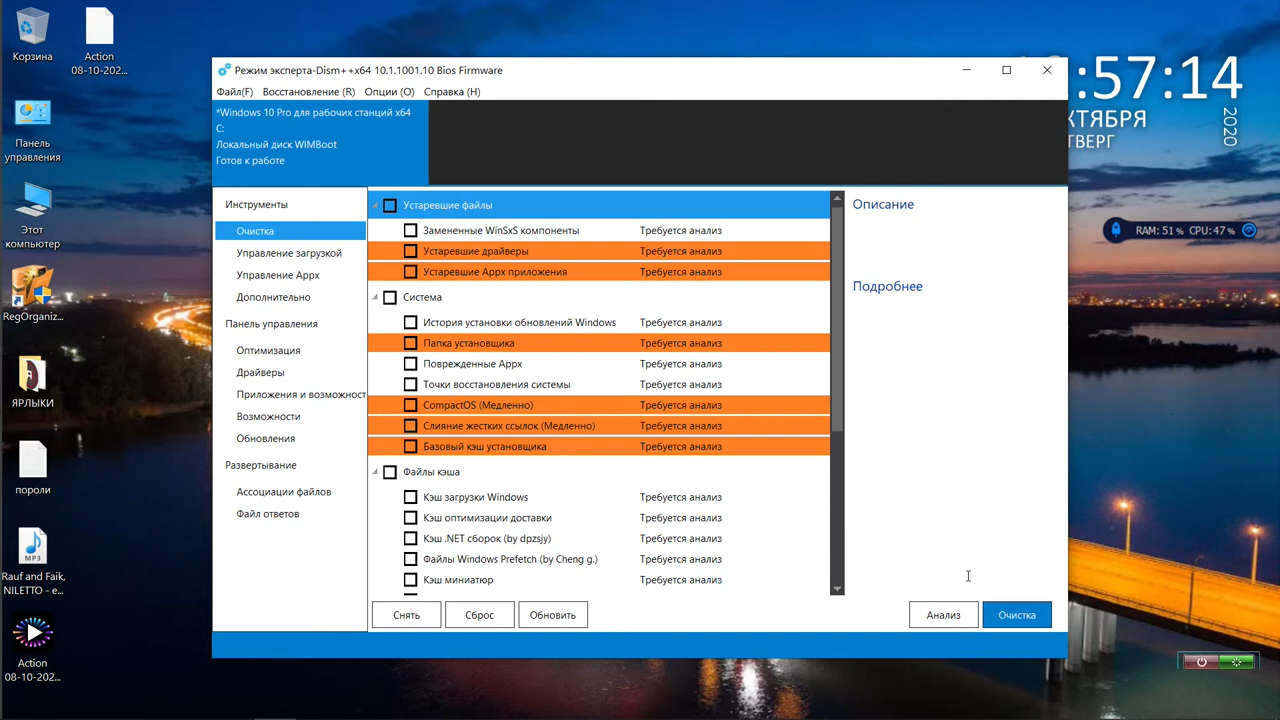 Корзина
Action
08-10-202...
Панель
управления
Этот
компьютер
RegOrganiz...
ЯРЛЫКИ
пороли
MP3
Rauf and Faik,
NILETTO - e...
Action
08-10-202...
Режим эксперта-Dism++x64 10.1.1001.10 Bios Firmware
Файл(F) Восстановление (R) Опции (O) Справка (H)
*Windows 10 Pro для рабочих станций x64
C:
Локальный диск WIMBoot
Готов к работе
Инструменты
Очистка
Управление загрузкой
Управление Appx
Дополнительно
Панель управления
Оптимизация
Драйверы
Приложения и возможност
Возможности
Обновления
Развертывание
Ассоциации файлов
Файл ответов
Устаревшие файлы
Замененные WinSxS компоненты Требуется анализ
Устаревшие драйверы Требуется анализ
Устаревшие Appx приложения Требуется анализ
Система
История установки обновлений Windows Требуется анализ
Папка установщика Требуется анализ
Поврежденные Appx Требуется анализ
Точки восстановления системы Требуется анализ
CompactOS (Медленно) Требуется анализ
Слияние жестких ссылок (Медленно) Требуется анализ
Базовый кэш установщика Требуется анализ
Файлы кэша
Кэш загрузки Windows Требуется анализ
Кэш оптимизации доставки Требуется анализ
Кэш .NET сборок (by dpzsjy) Требуется анализ
Файлы Windows Prefetch (by Cheng g.) Требуется анализ
Кэш миниатюр Требуется анализ
Снять Сброс Обновить
Описание
Подробнее
Анализ Очистка
:57:14
КТЯБРЯ
ТВЕРГ
2020
RAM: 51 % CPU: 47 %